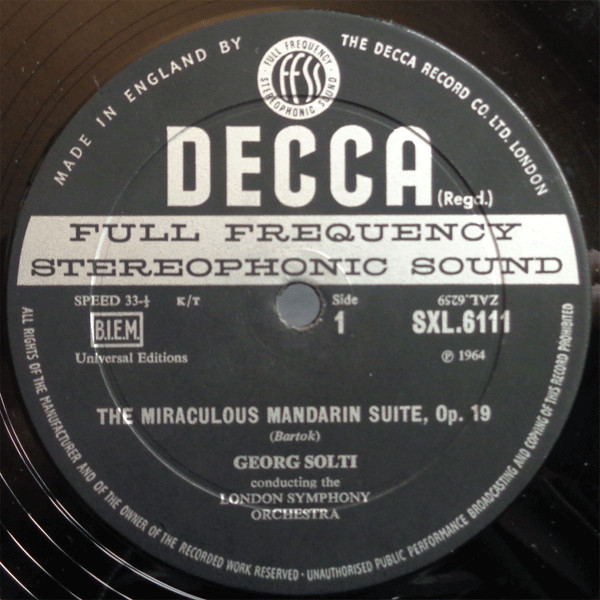 MADE IN ENGLAND BY
THE DECCA RECORD CO. LTD. LONDON
FULL FREQUENCY
ffss
STEREOPHONIC SOUND
DECCA
(Regd.)
FULL FREQUENCY
STEREOPHONIC SOUND
SPEED 33-⅓ K/T
Side
1
ZAL.6259
SXL.6111
B.I.E.M.
Universal Editions
℗ 1964
THE MIRACULOUS MANDARIN SUITE, Op. 19
(Bartok)
GEORG SOLTI
conducting the
LONDON SYMPHONY
ORCHESTRA
ALL RIGHTS OF THE MANUFACTURER AND OF THE OWNER OF THE RECORDED WORK RESERVED · UNAUTHORISED PUBLIC PERFORMANCE BROADCASTING AND COPYING OF THIS RECORD PROHIBITED